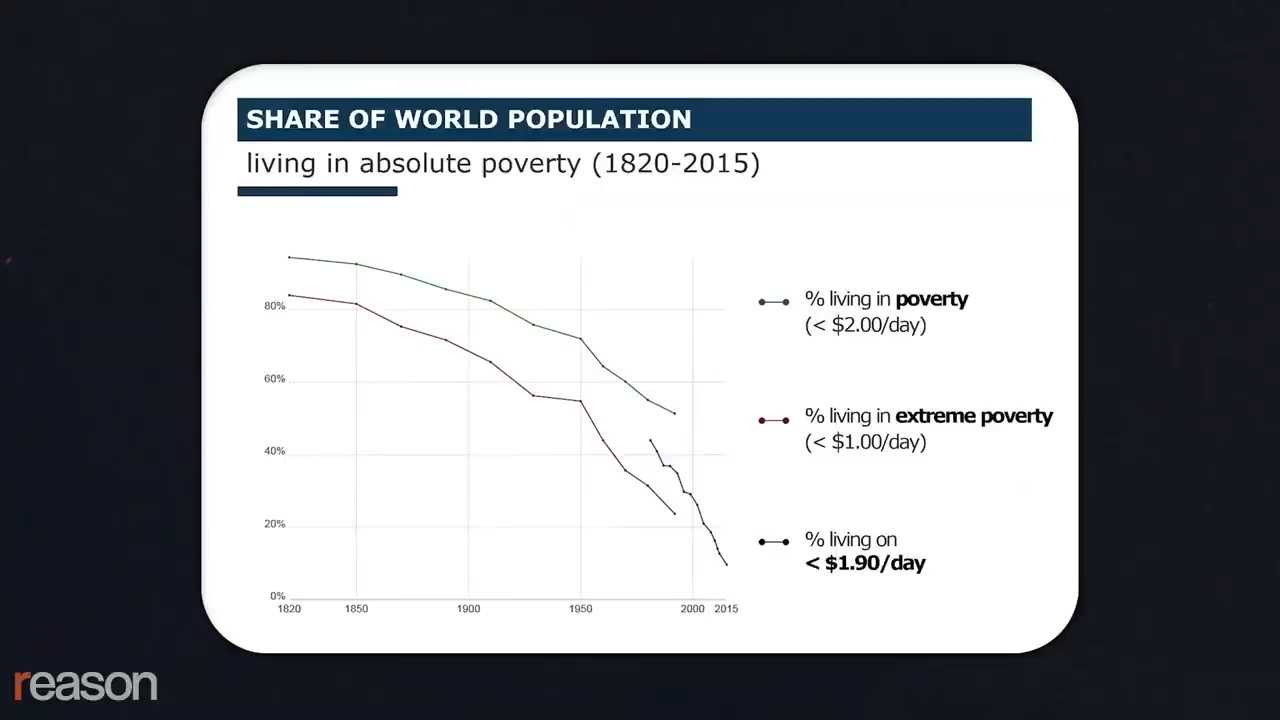 SHARE OF WORLD POPULATION
living in absolute poverty (1820-2015)
80%
60%
40%
20%
0%
1820 1850 1900 1950 2000 2015
% living in poverty
(< $2.00/day)
% living in extreme poverty
(< $1.00/day)
% living on
< $1.90/day
reason